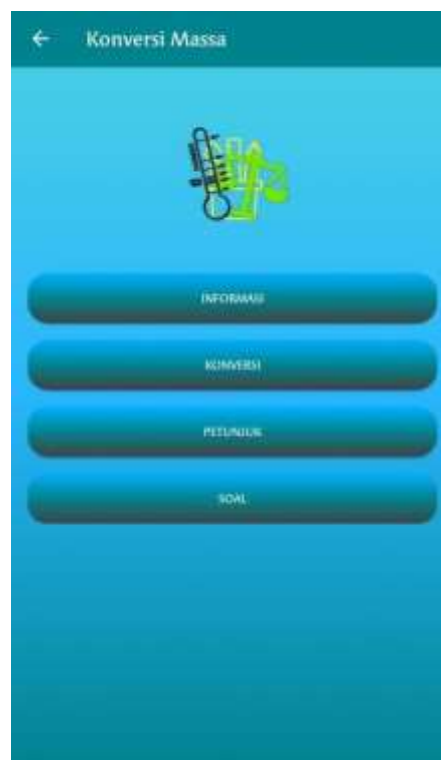 Konversi Massa
INFORMASI
KONVERSI
PETUNJUK
SOAL